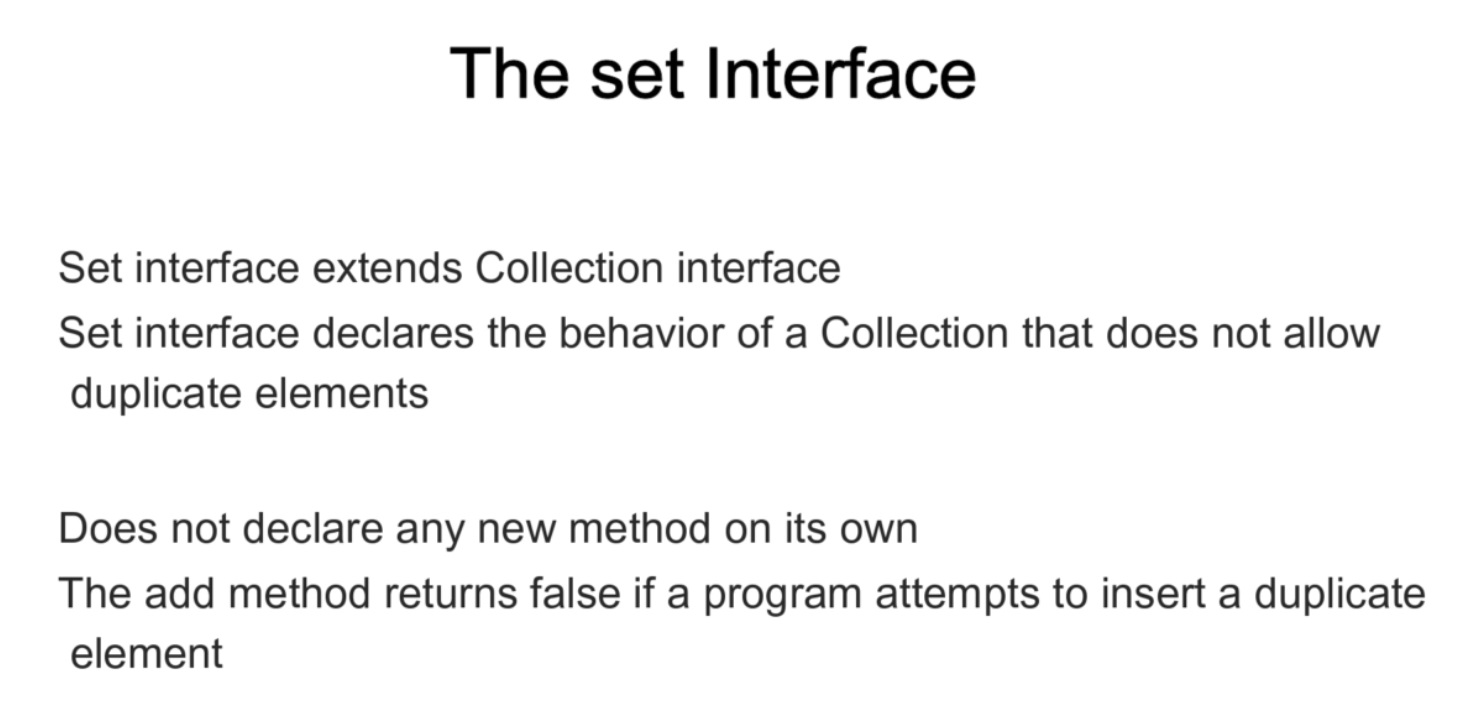 The set Interface
Set interface extends Collection interface
Set interface declares the behavior of a Collection that does not allow
duplicate elements
Does not declare any new method on its own
The add method returns false if a program attempts to insert a duplicate
element